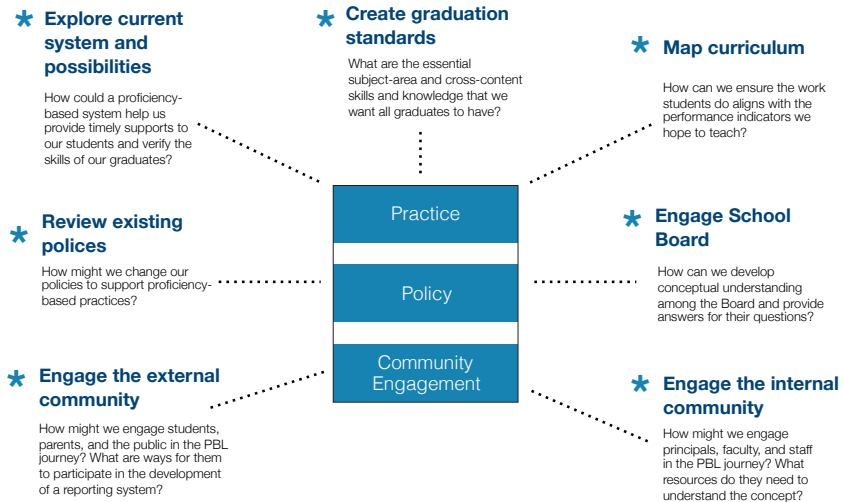 * Explore current
system and
possibilities
How could a proficiency-
based system help us
provide timely supports to
our students and verify the
skills of our graduates?
* Create graduation
standards
What are the essential
subject-area and cross-content
skills and knowledge that we
want all graduates to have?
* Map curriculum
How can we ensure the work
students do aligns with the
performance indicators we
hope to teach?
Practice
Policy
Community
Engagement
* Review existing
polices
How might we change our
policies to support proficiency-
based practices?
* Engage School
Board
How can we develop
conceptual understanding
among the Board and provide
answers for their questions?
* Engage the external
community
How might we engage students,
parents, and the public in the PBL
journey? What are ways for them
to participate in the development
of a reporting system?
* Engage the internal
community
How might we engage
principals, faculty, and staff
in the PBL journey? What
resources do they need to
understand the concept?